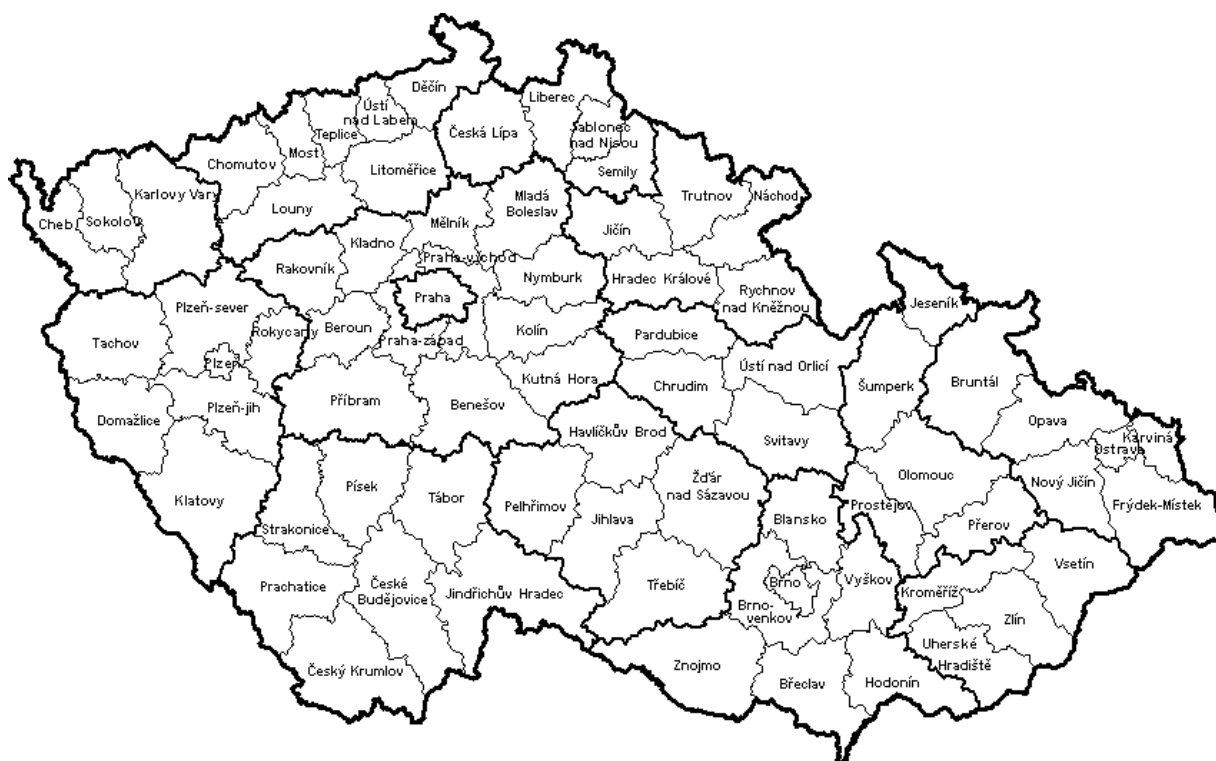 Děčín
Ústí
nad Labem
Liberec
Teplice
Česká Lípa
Jablonec
nad Nisou
Most
Chomutov
Litoměřice
Semily
Karlovy Vary
Mladá
Boleslav
Trutnov
Náchod
Louny
Sokolov
Cheb
Mělník
Jičín
Kladno
Praha-východ
Rakovník
Nymburk
Hradec Králové
Rychnov
nad Kněžnou
Praha
Plzeň-sever
Jeseník
Rokycany
Beroun
Kolín
Pardubice
Tachov
Praha-západ
Plzeň
Ústí nad Orlicí
Kutná Hora
Chrudim
Šumperk
Bruntál
Příbram
Benešov
Plzeň-jih
Domažlice
Opava
Havlíčkův Brod
Svitavy
Karviná
Ostrava
Žďár
nad Sázavou
Olomouc
Nový Jičín
Klatovy
Písek
Tábor
Pelhřimov
Prostějov
Frýdek-Místek
Jihlava
Blansko
Přerov
Strakonice
Vsetín
Prachatice
České
Budějovice
Jindřichův Hradec
Třebíč
Brno
Vyškov
Kroměříž
Brno-
venkov
Zlín
Uherské
Hradiště
Český Krumlov
Znojmo
Břeclav
Hodonín